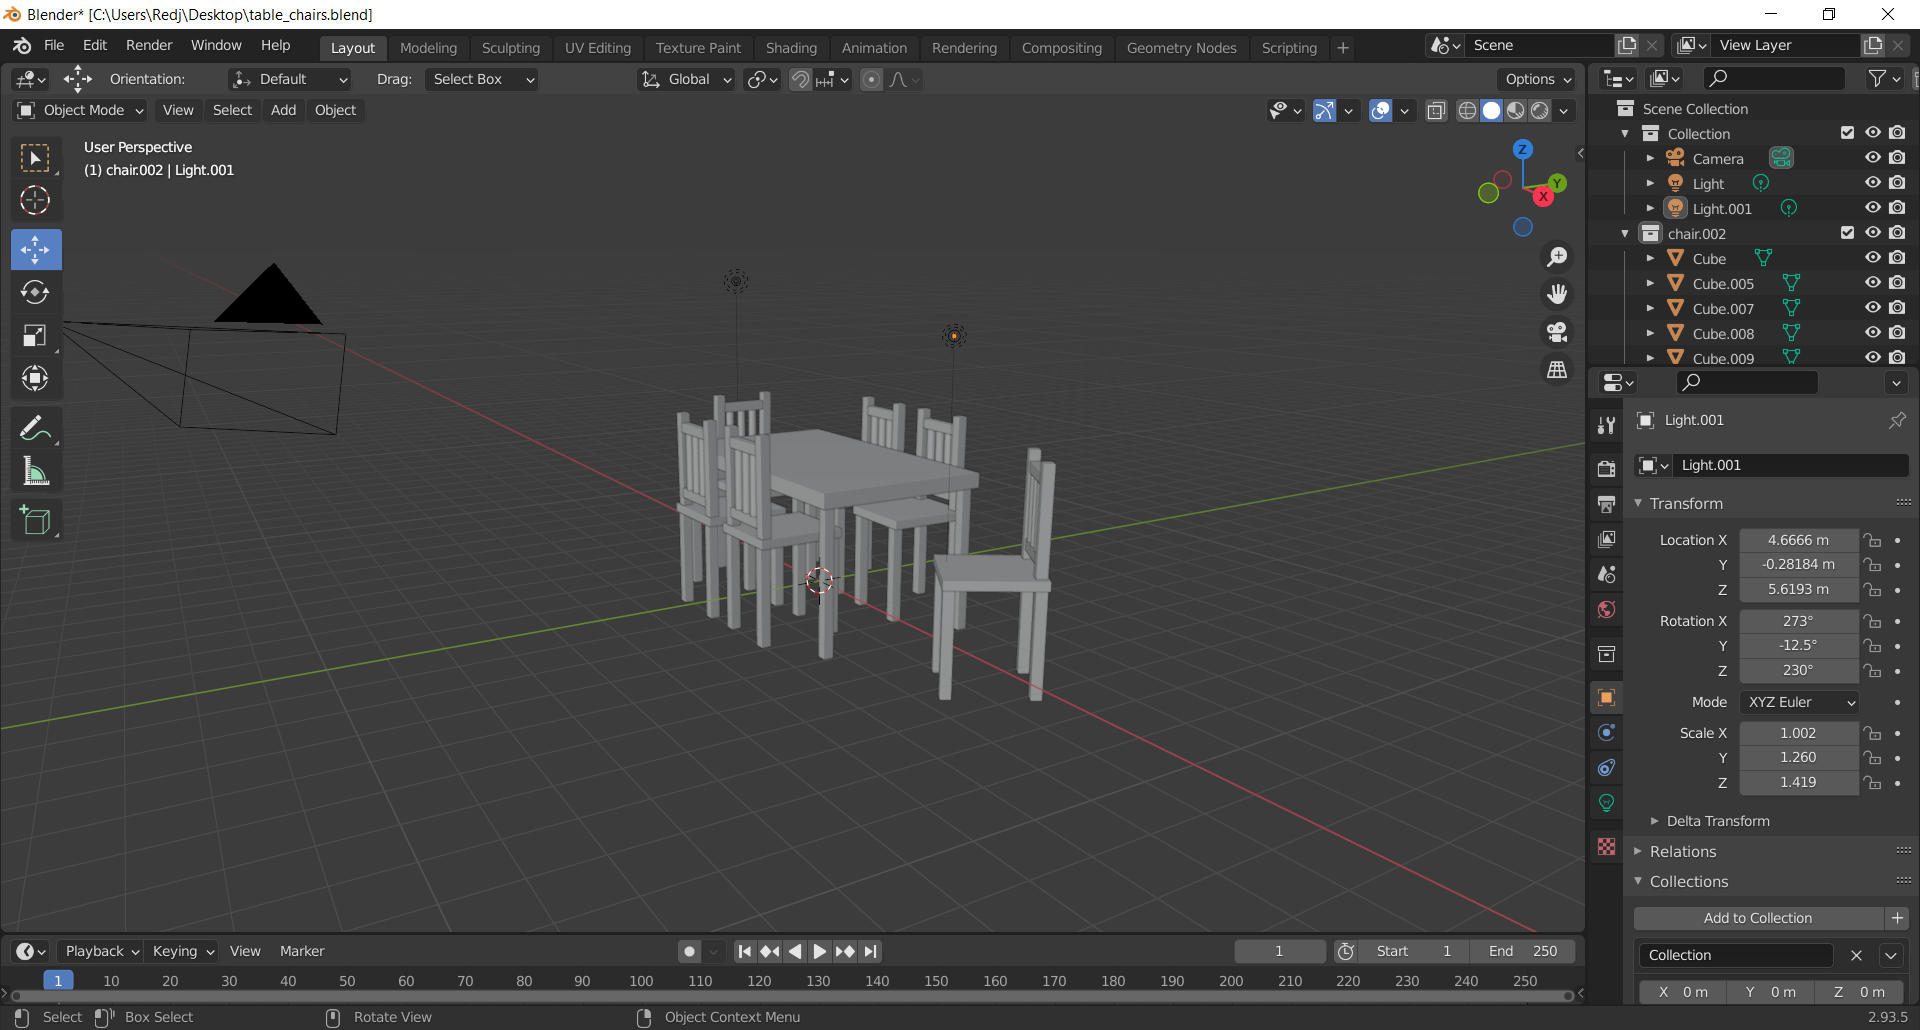 Blender* [C:\Users\Redj\Desktop\table_chairs.blend]
File Edit Render Window Help Layout Modeling Sculpting UV Editing Texture Paint Shading Animation Rendering Compositing Geometry Nodes Scripting + Scene View Layer
Orientation: Default Drag: Select Box Global Options
Object Mode View Select Add Object
User Perspective
(1) chair.002 | Light.001
Z
Y
X
Scene Collection
Collection
Camera
Light
Light.001
chair.002
Cube
Cube.005
Cube.007
Cube.008
Cube.009
Light.001
Light.001
Transform
Location X 4.6666 m
Y -0.28184 m
Z 5.6193 m
Rotation X 273°
Y -12.5°
Z 230°
Mode XYZ Euler
Scale X 1.002
Y 1.260
Z 1.419
Delta Transform
Relations
Collections
Add to Collection +
Collection
X 0 m Y 0 m Z 0 m
Playback Keying View Marker 1 Start 1 End 250
1 10 20 30 40 50 60 70 80 90 100 110 120 130 140 150 160 170 180 190 200 210 220 230 240 250
Select Box Select Rotate View Object Context Menu 2.93.5